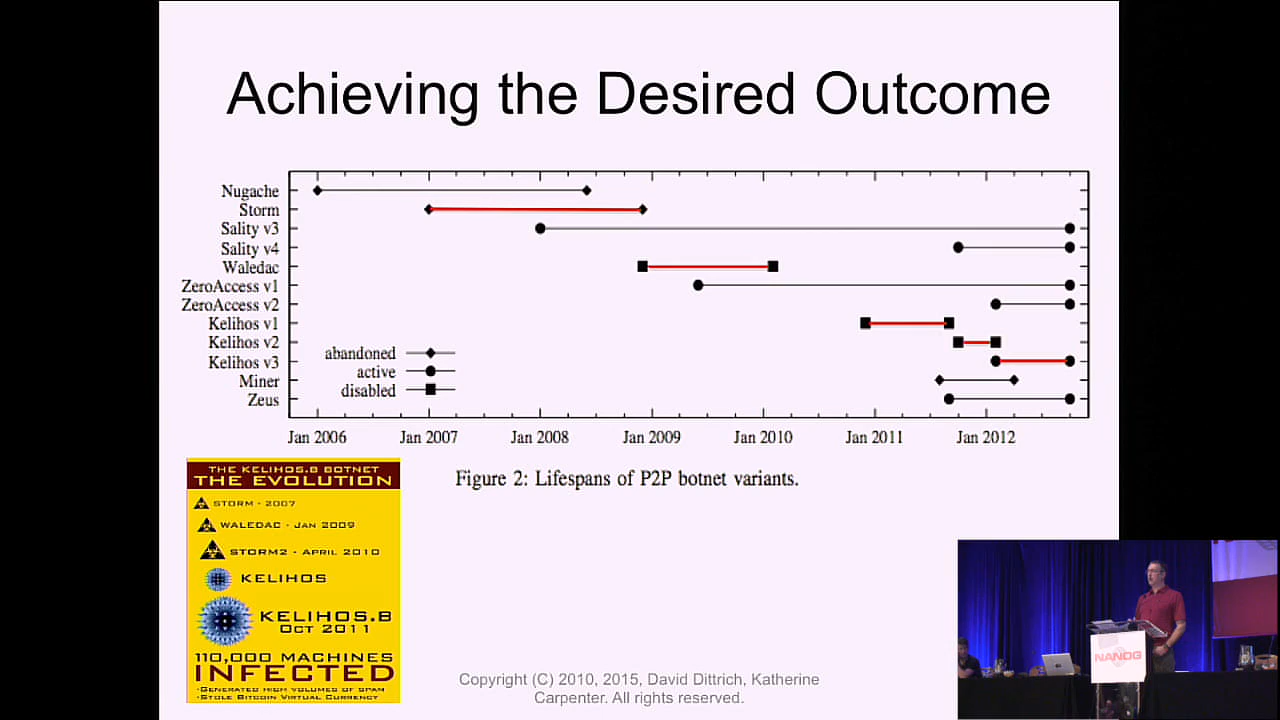 Achieving the Desired Outcome
Nugache
Storm
Sality v3
Sality v4
Waledac
ZeroAccess v1
ZeroAccess v2
Kelihos v1
Kelihos v2
Kelihos v3
Miner
Zeus
abandoned
active
disabled
Jan 2006 Jan 2007 Jan 2008 Jan 2009 Jan 2010 Jan 2011 Jan 2012
Figure 2: Lifespans of P2P botnet variants.
THE KELIHOS.B BOTNET
THE EVOLUTION
STORM - 2007
WALEDAC - JAN 2009
STORM2 - APRIL 2010
KELIHOS
KELIHOS.B
OCT 2011
110,000 MACHINES
INFECTED
-GENERATED HIGH VOLUMES OF SPAM
-STOLE BITCOIN VIRTUAL CURRENCY
Copyright (C) 2010, 2015, David Dittrich, Katherine
Carpenter. All rights reserved.
NANOG